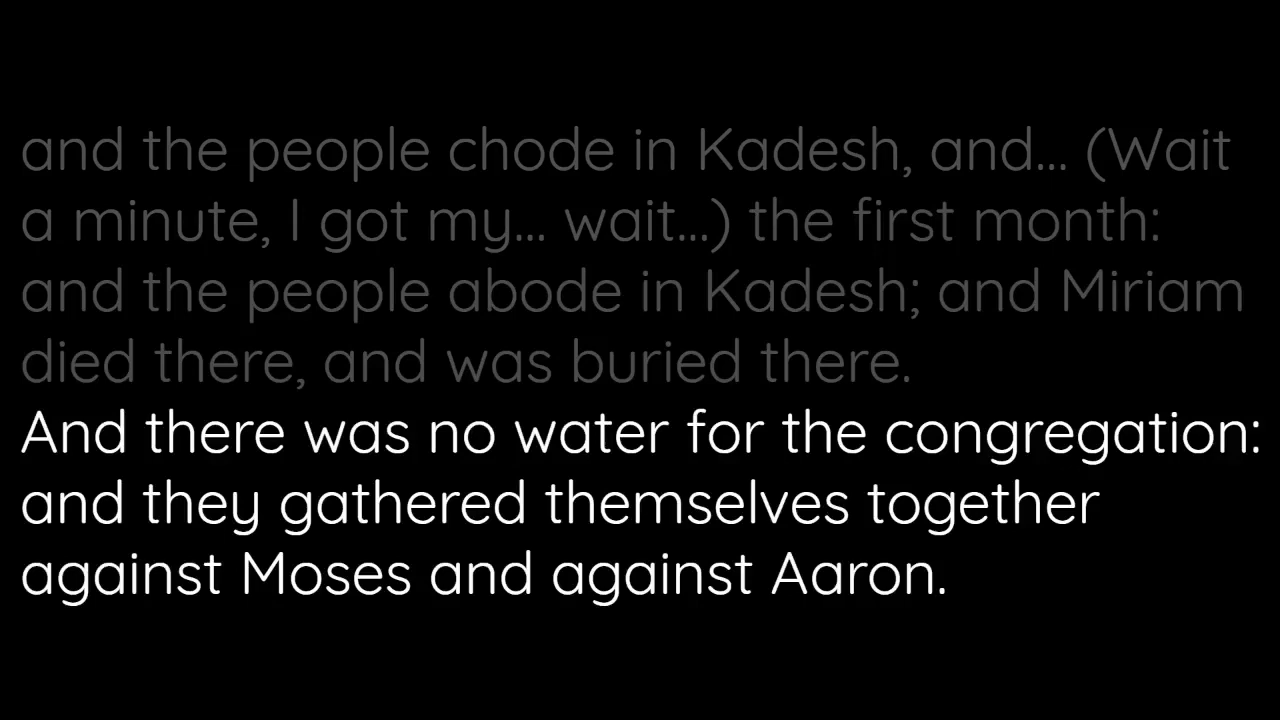 and the people chode in Kadesh, and... (Wait
a minute, I got my... wait...) the first month:
and the people abode in Kadesh; and Miriam
died there, and was buried there.
And there was no water for the congregation:
and they gathered themselves together
against Moses and against Aaron.